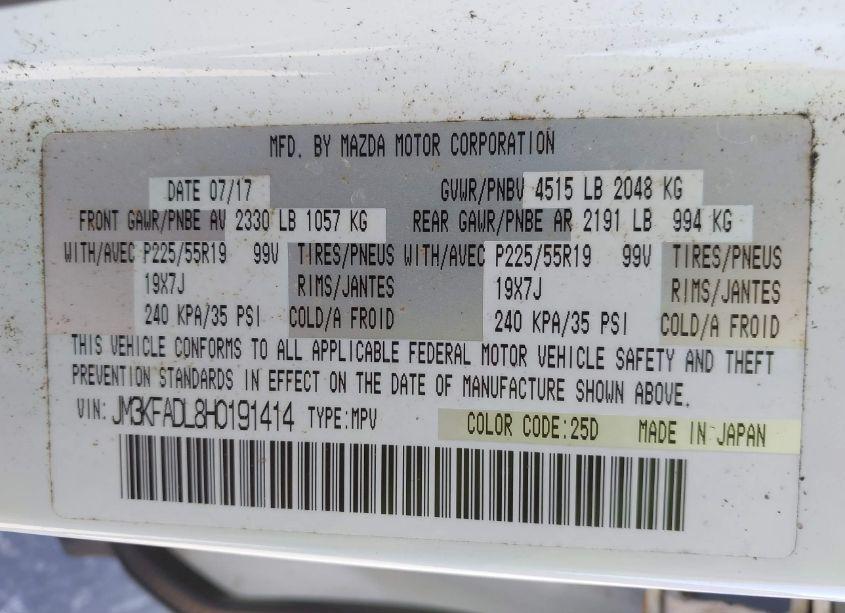 MFD. BY MAZDA MOTOR CORPORATION
DATE 07/17 GVWR/PNBV 4515 LB 2048 KG
FRONT GAWR/PNBE AV 2330 LB 1057 KG REAR GAWR/PNBE AR 2191 LB 994 KG
WITH/AVEC P225/55R19 99V TIRES/PNEUS WITH/AVEC P225/55R19 99V TIRES/PNEUS
19X7J RIMS/JANTES 19X7J RIMS/JANTES
240 KPA/35 PSI COLD/A FROID 240 KPA/35 PSI COLD/A FROID
THIS VEHICLE CONFORMS TO ALL APPLICABLE FEDERAL MOTOR VEHICLE SAFETY AND THEFT
PREVENTION STANDARDS IN EFFECT ON THE DATE OF MANUFACTURE SHOWN ABOVE.
VIN: JM3KFADL8H0191414 TYPE:MPV COLOR CODE:25D MADE IN JAPAN